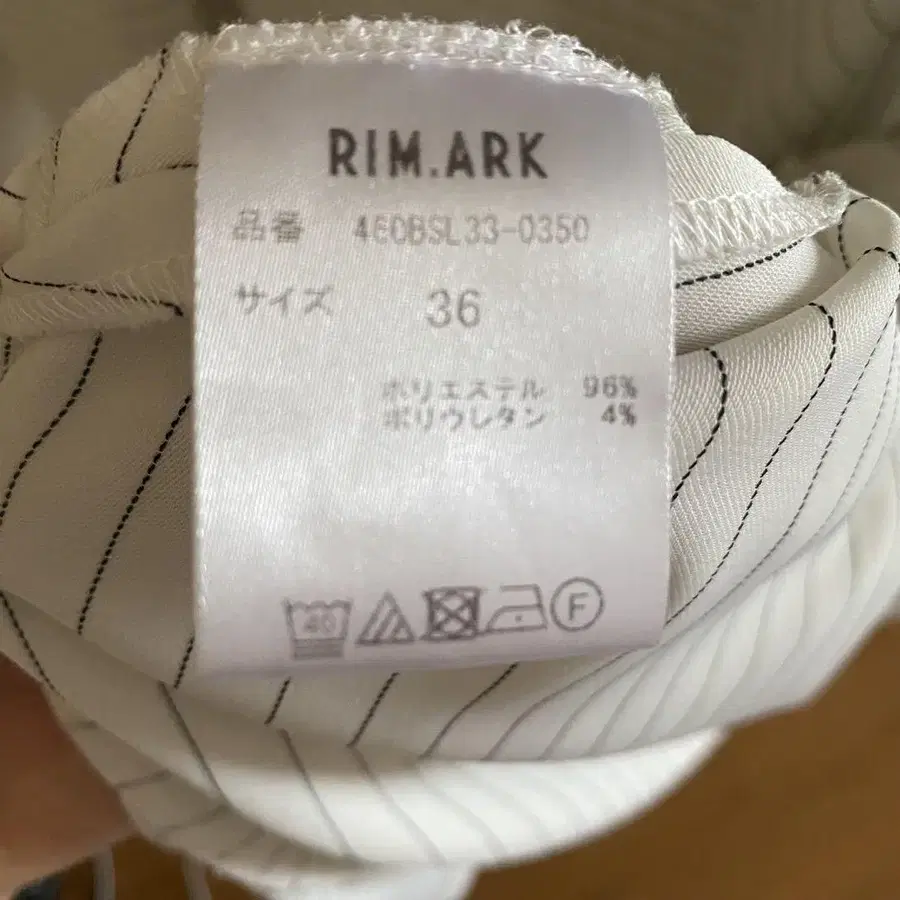 RIM.ARK
品番 460BSL33-0350
サイズ 36
ポリエステル 96%
ポリウレタン 4%
40 F